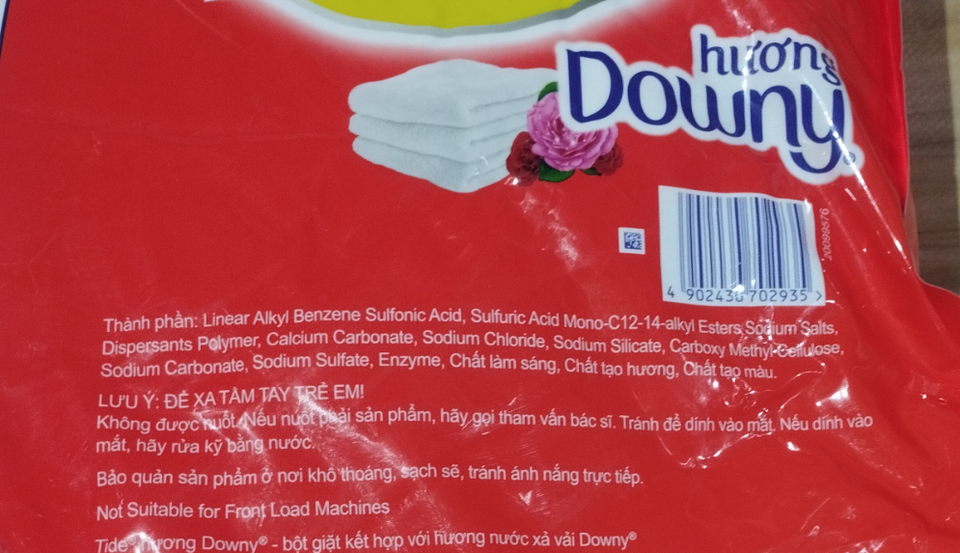 hương
Downy
20099576
4 902430 702935 >
Thành phần: Linear Alkyl Benzene Sulfonic Acid, Sulfuric Acid Mono-C12-14-alkyl Esters Sodium Salts,
Dispersants Polymer, Calcium Carbonate, Sodium Chloride, Sodium Silicate, Carboxy Methyl Cellulose,
Sodium Carbonate, Sodium Sulfate, Enzyme, Chất làm sáng, Chất tạo hương, Chất tạo màu.
LƯU Ý: ĐỂ XA TẦM TAY TRẺ EM!
Không được nuốt. Nếu nuốt phải sản phẩm, hãy gọi tham vấn bác sĩ. Tránh để dính vào mắt. Nếu dính vào
mắt, hãy rửa kỹ bằng nước.
Bảo quản sản phẩm ở nơi khô thoáng, sạch sẽ, tránh ánh nắng trực tiếp.
Not Suitable for Front Load Machines
Tide® hương Downy® - bột giặt kết hợp với hương nước xả vải Downy®